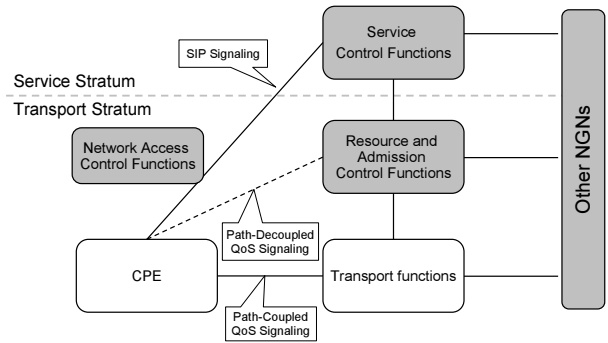 Service
Control Functions
SIP Signaling
Service Stratum
Transport Stratum
Network Access
Control Functions
Resource and
Admission
Control Functions
Other NGNs
Path-Decoupled
QoS Signaling
CPE
Transport functions
Path-Coupled
QoS Signaling